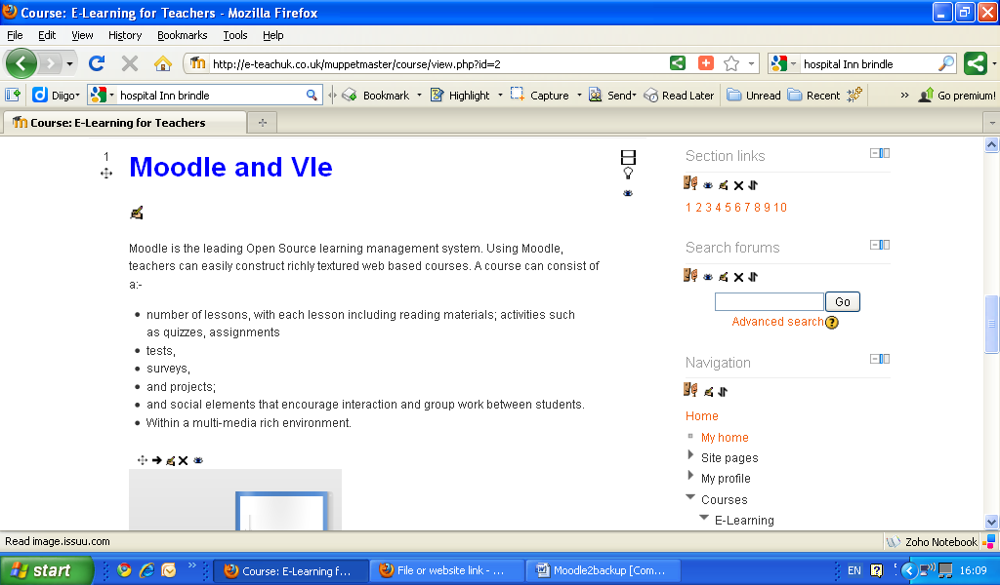 Course: E-Learning for Teachers - Mozilla Firefox
File Edit View History Bookmarks Tools Help
http://e-teachuk.co.uk/muppetmaster/course/view.php?id=2
hospital Inn brindle
Diigo
hospital Inn brindle
Bookmark Highlight Capture Send Read Later Unread Recent » Go premium!
Course: E-Learning for Teachers
1
Moodle and Vle
Moodle is the leading Open Source learning management system. Using Moodle,
teachers can easily construct richly textured web based courses. A course can consist of
a:-
• number of lessons, with each lesson including reading materials; activities such
as quizzes, assignments
• tests,
• surveys,
• and projects;
• and social elements that encourage interaction and group work between students.
• Within a multi-media rich environment.
Section links
1 2 3 4 5 6 7 8 9 10
Search forums
Go
Advanced search
Navigation
Home
My home
Site pages
My profile
Courses
E-Learning
Read image.issuu.com
Zoho Notebook
start
Course: E-Learning f...
File or website link - ...
Moodle2backup [Com...
EN
16:09